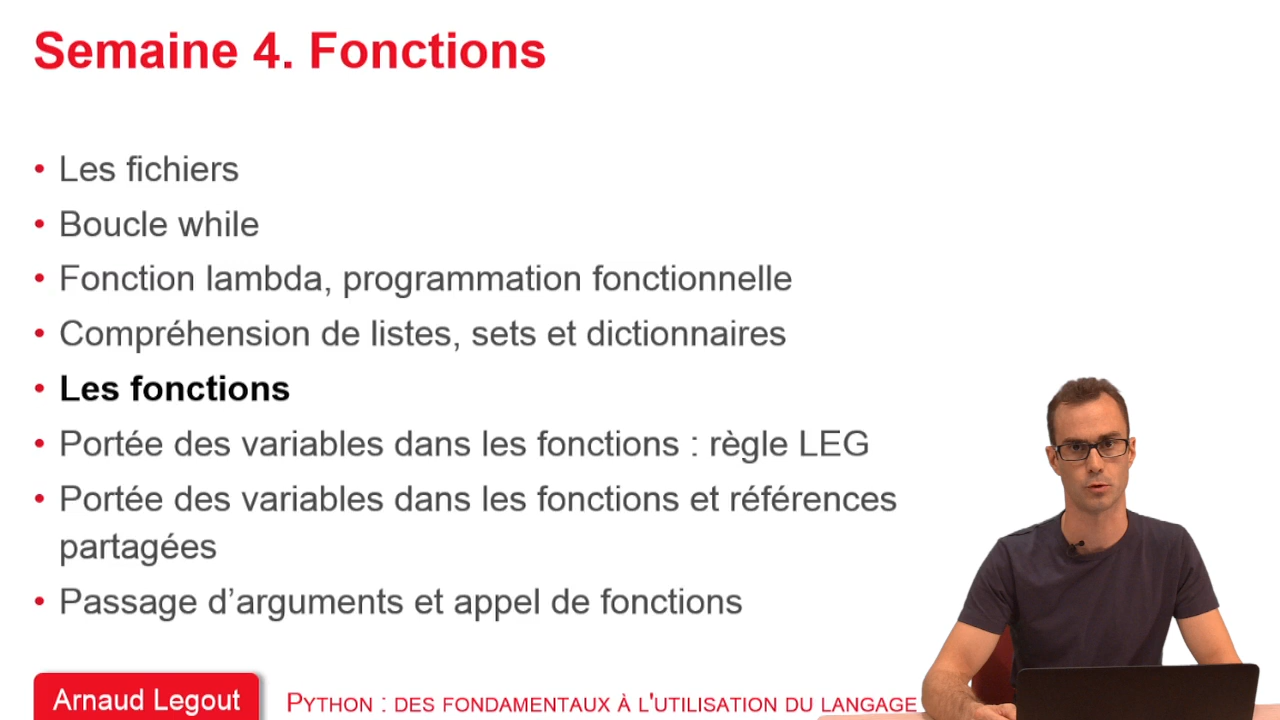 Semaine 4. Fonctions
• Les fichiers
• Boucle while
• Fonction lambda, programmation fonctionnelle
• Compréhension de listes, sets et dictionnaires
• Les fonctions
• Portée des variables dans les fonctions : règle LEG
• Portée des variables dans les fonctions et références
partagées
• Passage d’arguments et appel de fonctions
Arnaud Legout
PYTHON : DES FONDAMENTAUX À L'UTILISATION DU LANGAGE